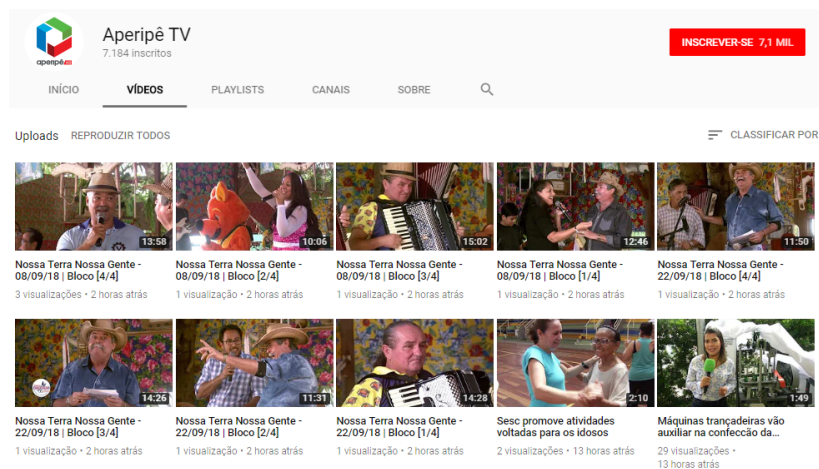 Aperipê TV
7.184 inscritos
INSCREVER-SE 7,1 MIL
aperipê
INÍCIO VÍDEOS PLAYLISTS CANAIS SOBRE
Uploads REPRODUZIR TODOS CLASSIFICAR POR
13:58 10:06 15:02 12:46 11:50
Nossa Terra Nossa Gente - Nossa Terra Nossa Gente - Nossa Terra Nossa Gente - Nossa Terra Nossa Gente - Nossa Terra Nossa Gente -
08/09/18 | Bloco [4/4] 08/09/18 | Bloco [2/4] 08/09/18 | Bloco [3/4] 08/09/18 | Bloco [1/4] 22/09/18 | Bloco [4/4]
3 visualizações • 2 horas atrás 1 visualização • 2 horas atrás 1 visualização • 2 horas atrás 1 visualização • 2 horas atrás 1 visualização • 2 horas atrás
14:26 11:31 14:28 2:10 1:49
Nossa Terra Nossa Gente - Nossa Terra Nossa Gente - Nossa Terra Nossa Gente - Sesc promove atividades Máquinas trançadeiras vão
22/09/18 | Bloco [3/4] 22/09/18 | Bloco [2/4] 22/09/18 | Bloco [1/4] voltadas para os idosos auxiliar na confecção da...
1 visualização • 2 horas atrás 1 visualização • 2 horas atrás 1 visualização • 2 horas atrás 2 visualizações • 13 horas atrás 29 visualizações •
13 horas atrás